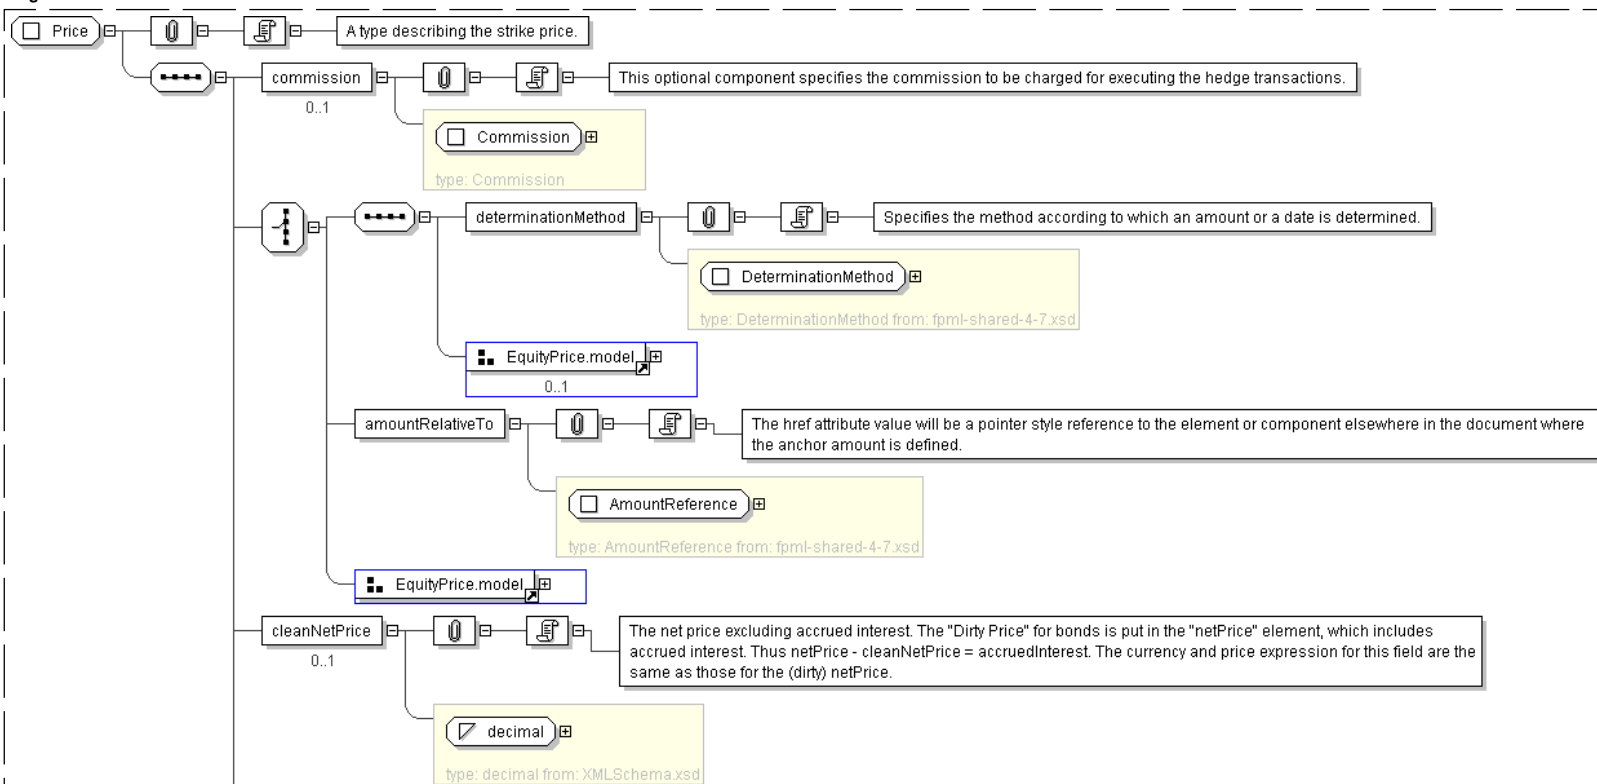 Price
A type describing the strike price.
commission
This optional component specifies the commission to be charged for executing the hedge transactions.
0..1
Commission
type: Commission
determinationMethod
Specifies the method according to which an amount or a date is determined.
DeterminationMethod
type: DeterminationMethod from: fpml-shared-4-7.xsd
EquityPrice.model
0..1
amountRelativeTo
The href attribute value will be a pointer style reference to the element or component elsewhere in the document where
the anchor amount is defined.
AmountReference
type: AmountReference from: fpml-shared-4-7.xsd
EquityPrice.model
cleanNetPrice
0..1
The net price excluding accrued interest. The "Dirty Price" for bonds is put in the "netPrice" element, which includes
accrued interest. Thus netPrice - cleanNetPrice = accruedInterest. The currency and price expression for this field are the
same as those for the (dirty) netPrice.
decimal
type: decimal from: XMLSchema.xsd